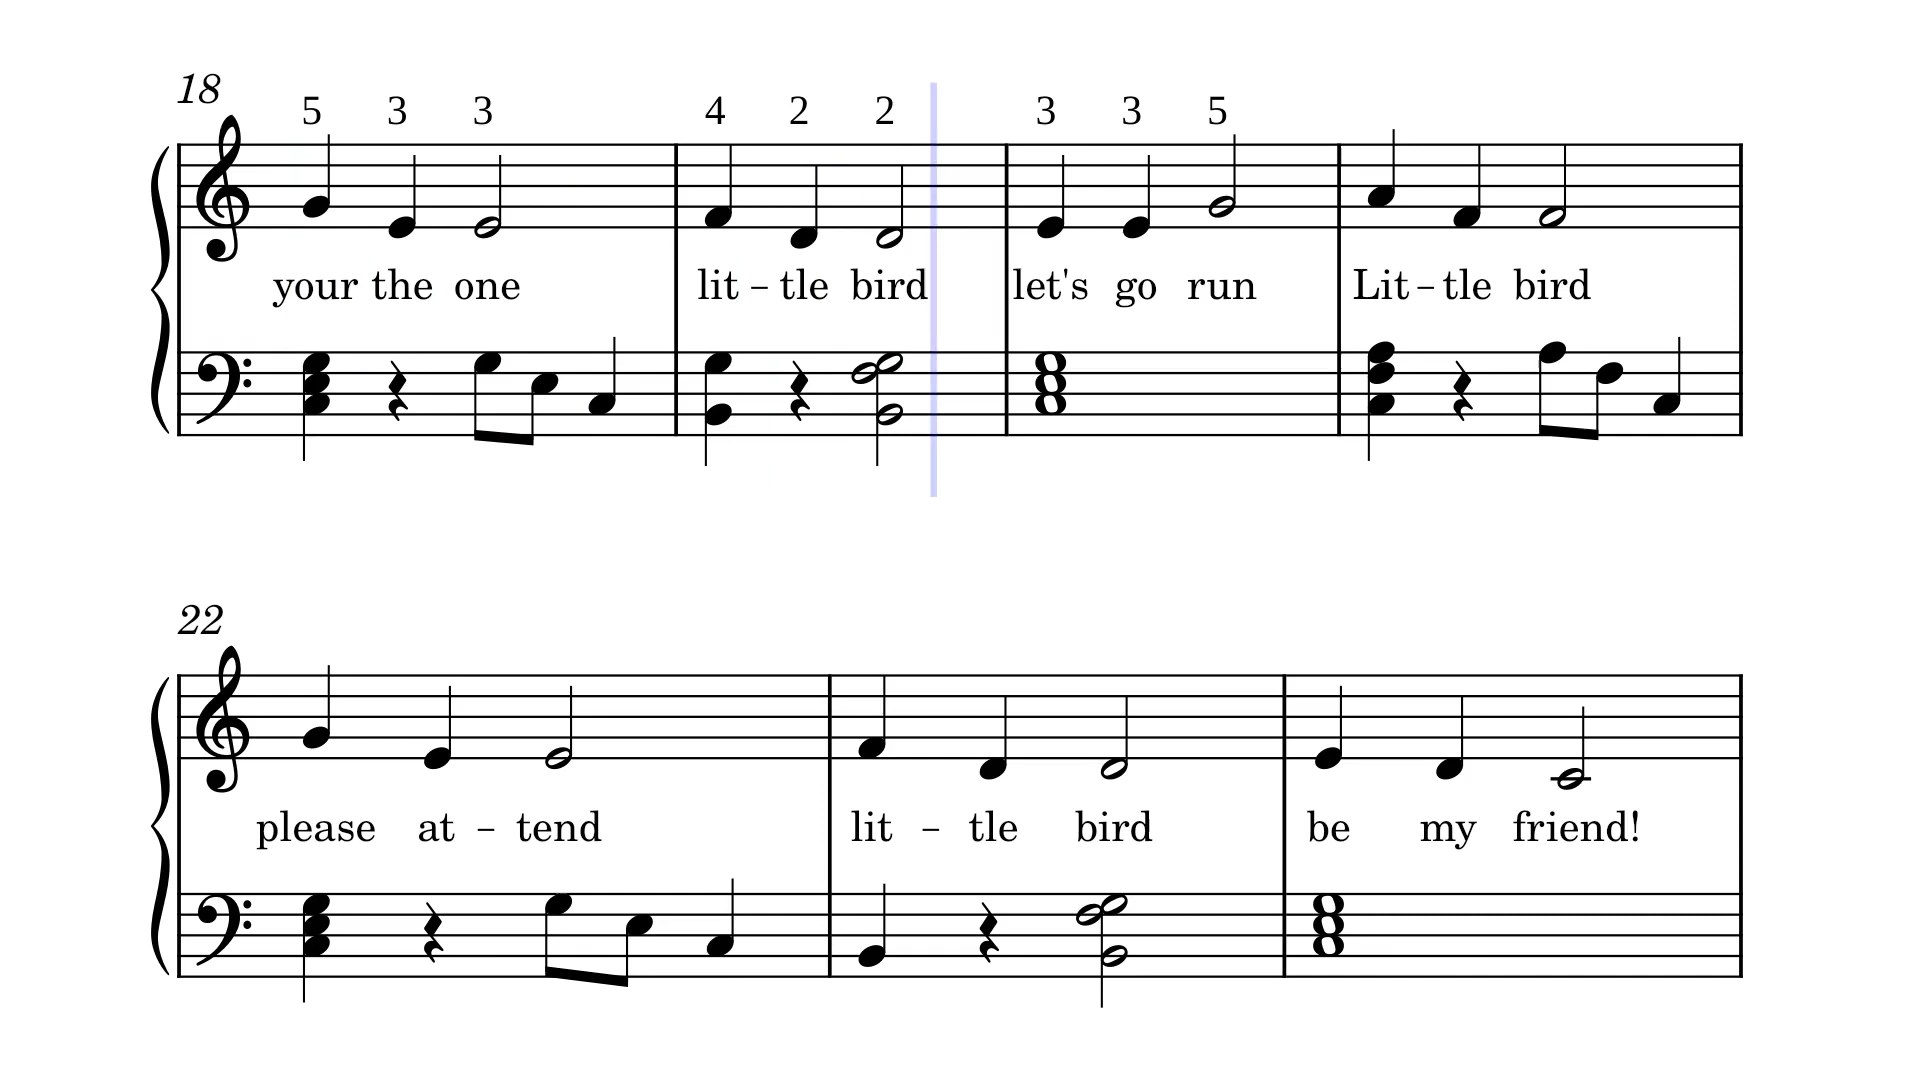 18
5 3 3 4 2 2 3 3 5
your the one lit - tle bird let's go run Lit - tle bird
22
please at - tend lit - tle bird be my friend!